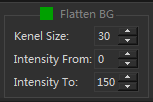 Flatten BG
Kenel Size: 30
Intensity From: 0
Intensity To: 150